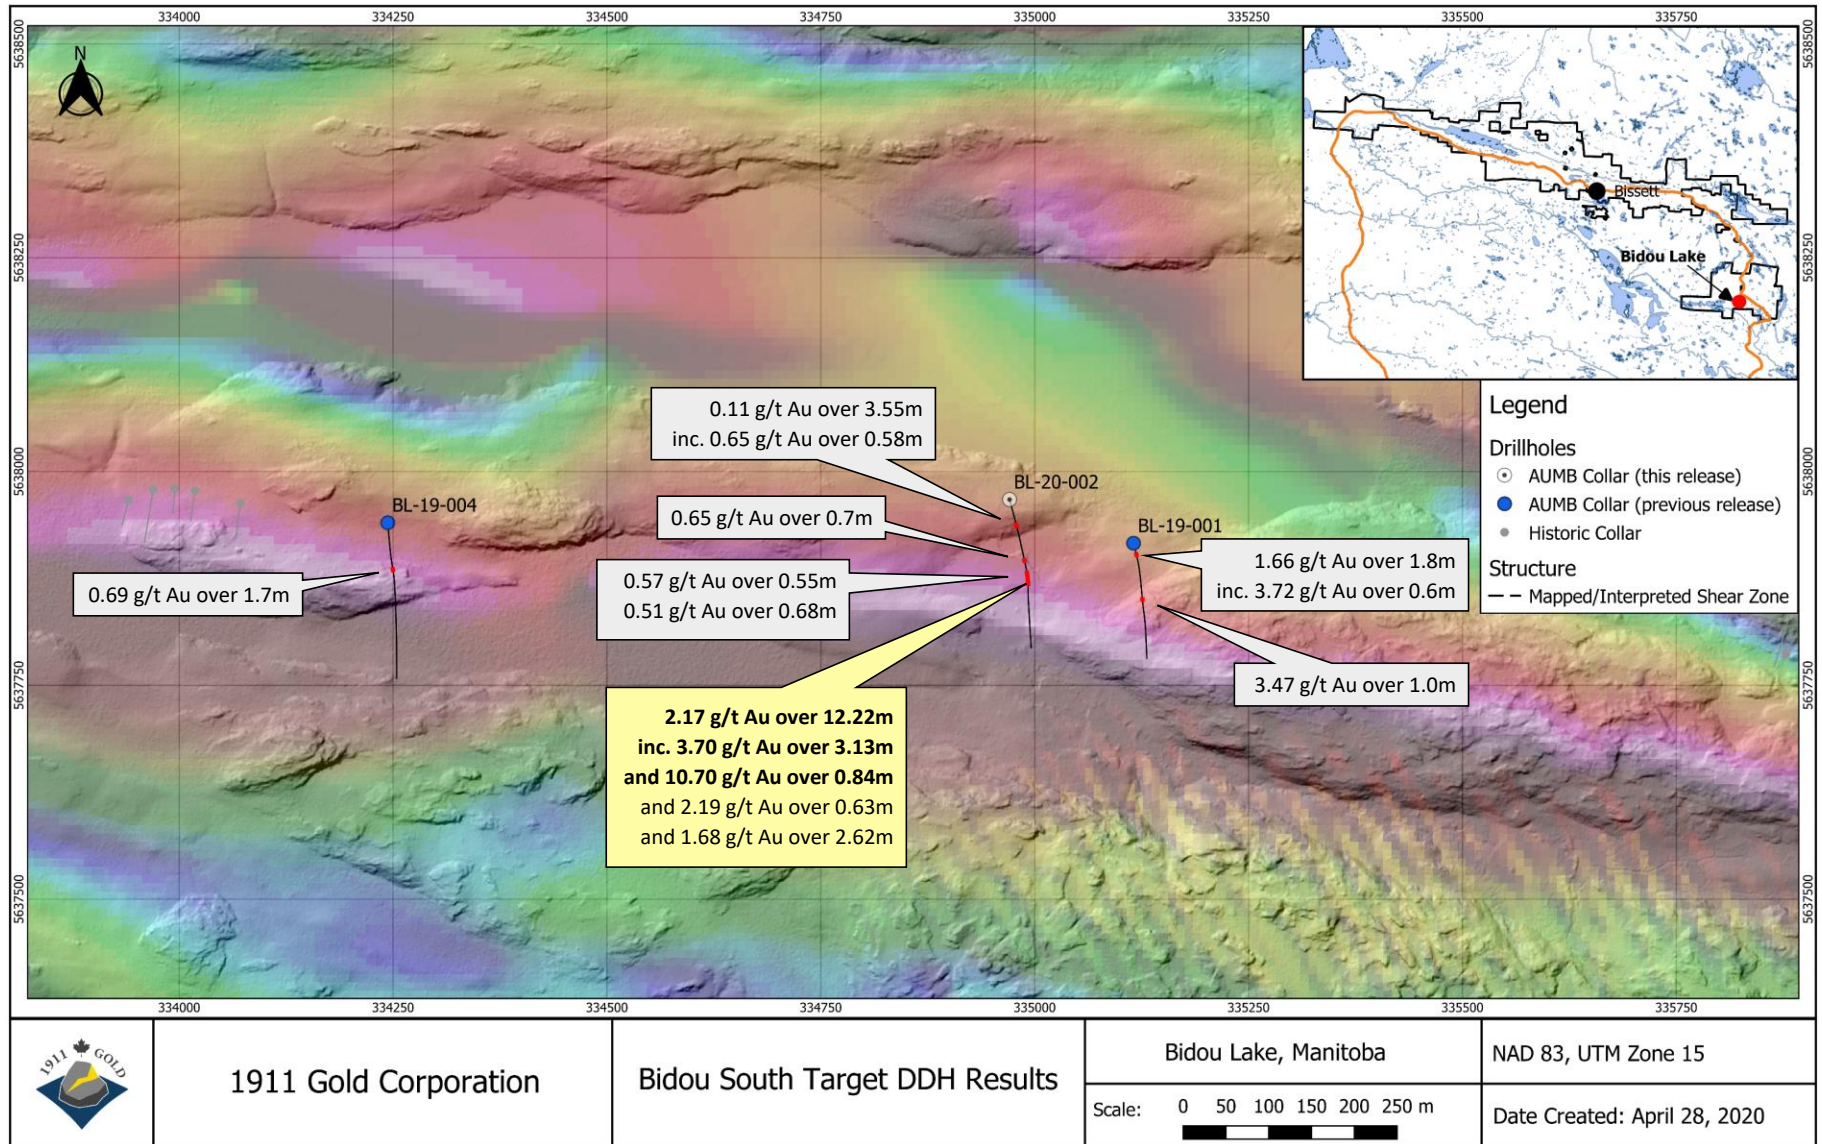 334000
334250
334500
334750
335000
335250
335500
335750
5638500
5638500
N
Bissett
5638250
5638250
Bidou Lake
0.11 g/t Au over 3.55m
inc. 0.65 g/t Au over 0.58m
Legend
Drillholes
AUMB Collar (this release)
AUMB Collar (previous release)
Historic Collar
Structure
Mapped/Interpreted Shear Zone
5638000
5638000
BL-20-002
BL-19-004
0.65 g/t Au over 0.7m
BL-19-001
1.66 g/t Au over 1.8m
inc. 3.72 g/t Au over 0.6m
0.69 g/t Au over 1.7m
0.57 g/t Au over 0.55m
0.51 g/t Au over 0.68m
3.47 g/t Au over 1.0m
5637750
5637750
2.17 g/t Au over 12.22m
inc. 3.70 g/t Au over 3.13m
and 10.70 g/t Au over 0.84m
and 2.19 g/t Au over 0.63m
and 1.68 g/t Au over 2.62m
5637500
5637500
334000
334250
334500
334750
335000
335250
335500
335750
1911 GOLD
1911 Gold Corporation
Bidou South Target DDH Results
Bidou Lake, Manitoba
Scale: 0 50 100 150 200 250 m
NAD 83, UTM Zone 15
Date Created: April 28, 2020